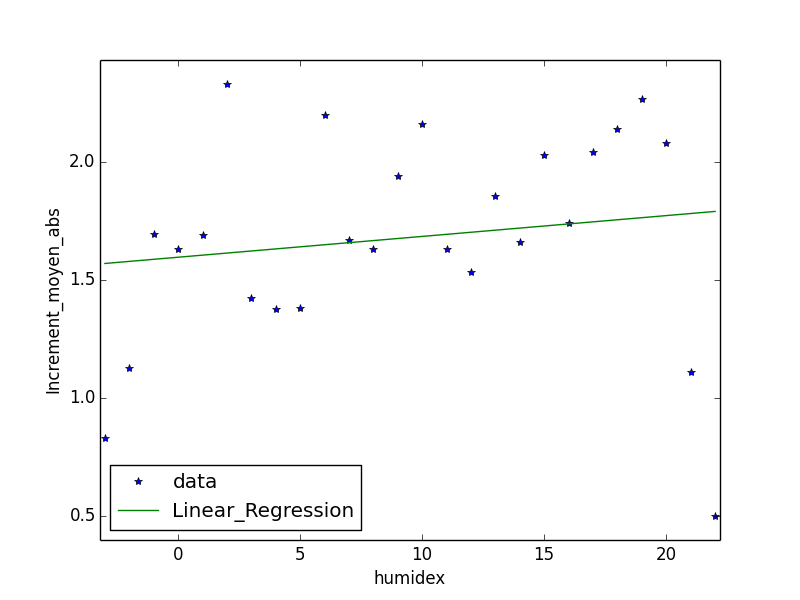 2.0
1.5
1.0
0.5
Increment_moyen_abs
data
Linear_Regression
0 5 10 15 20
humidex